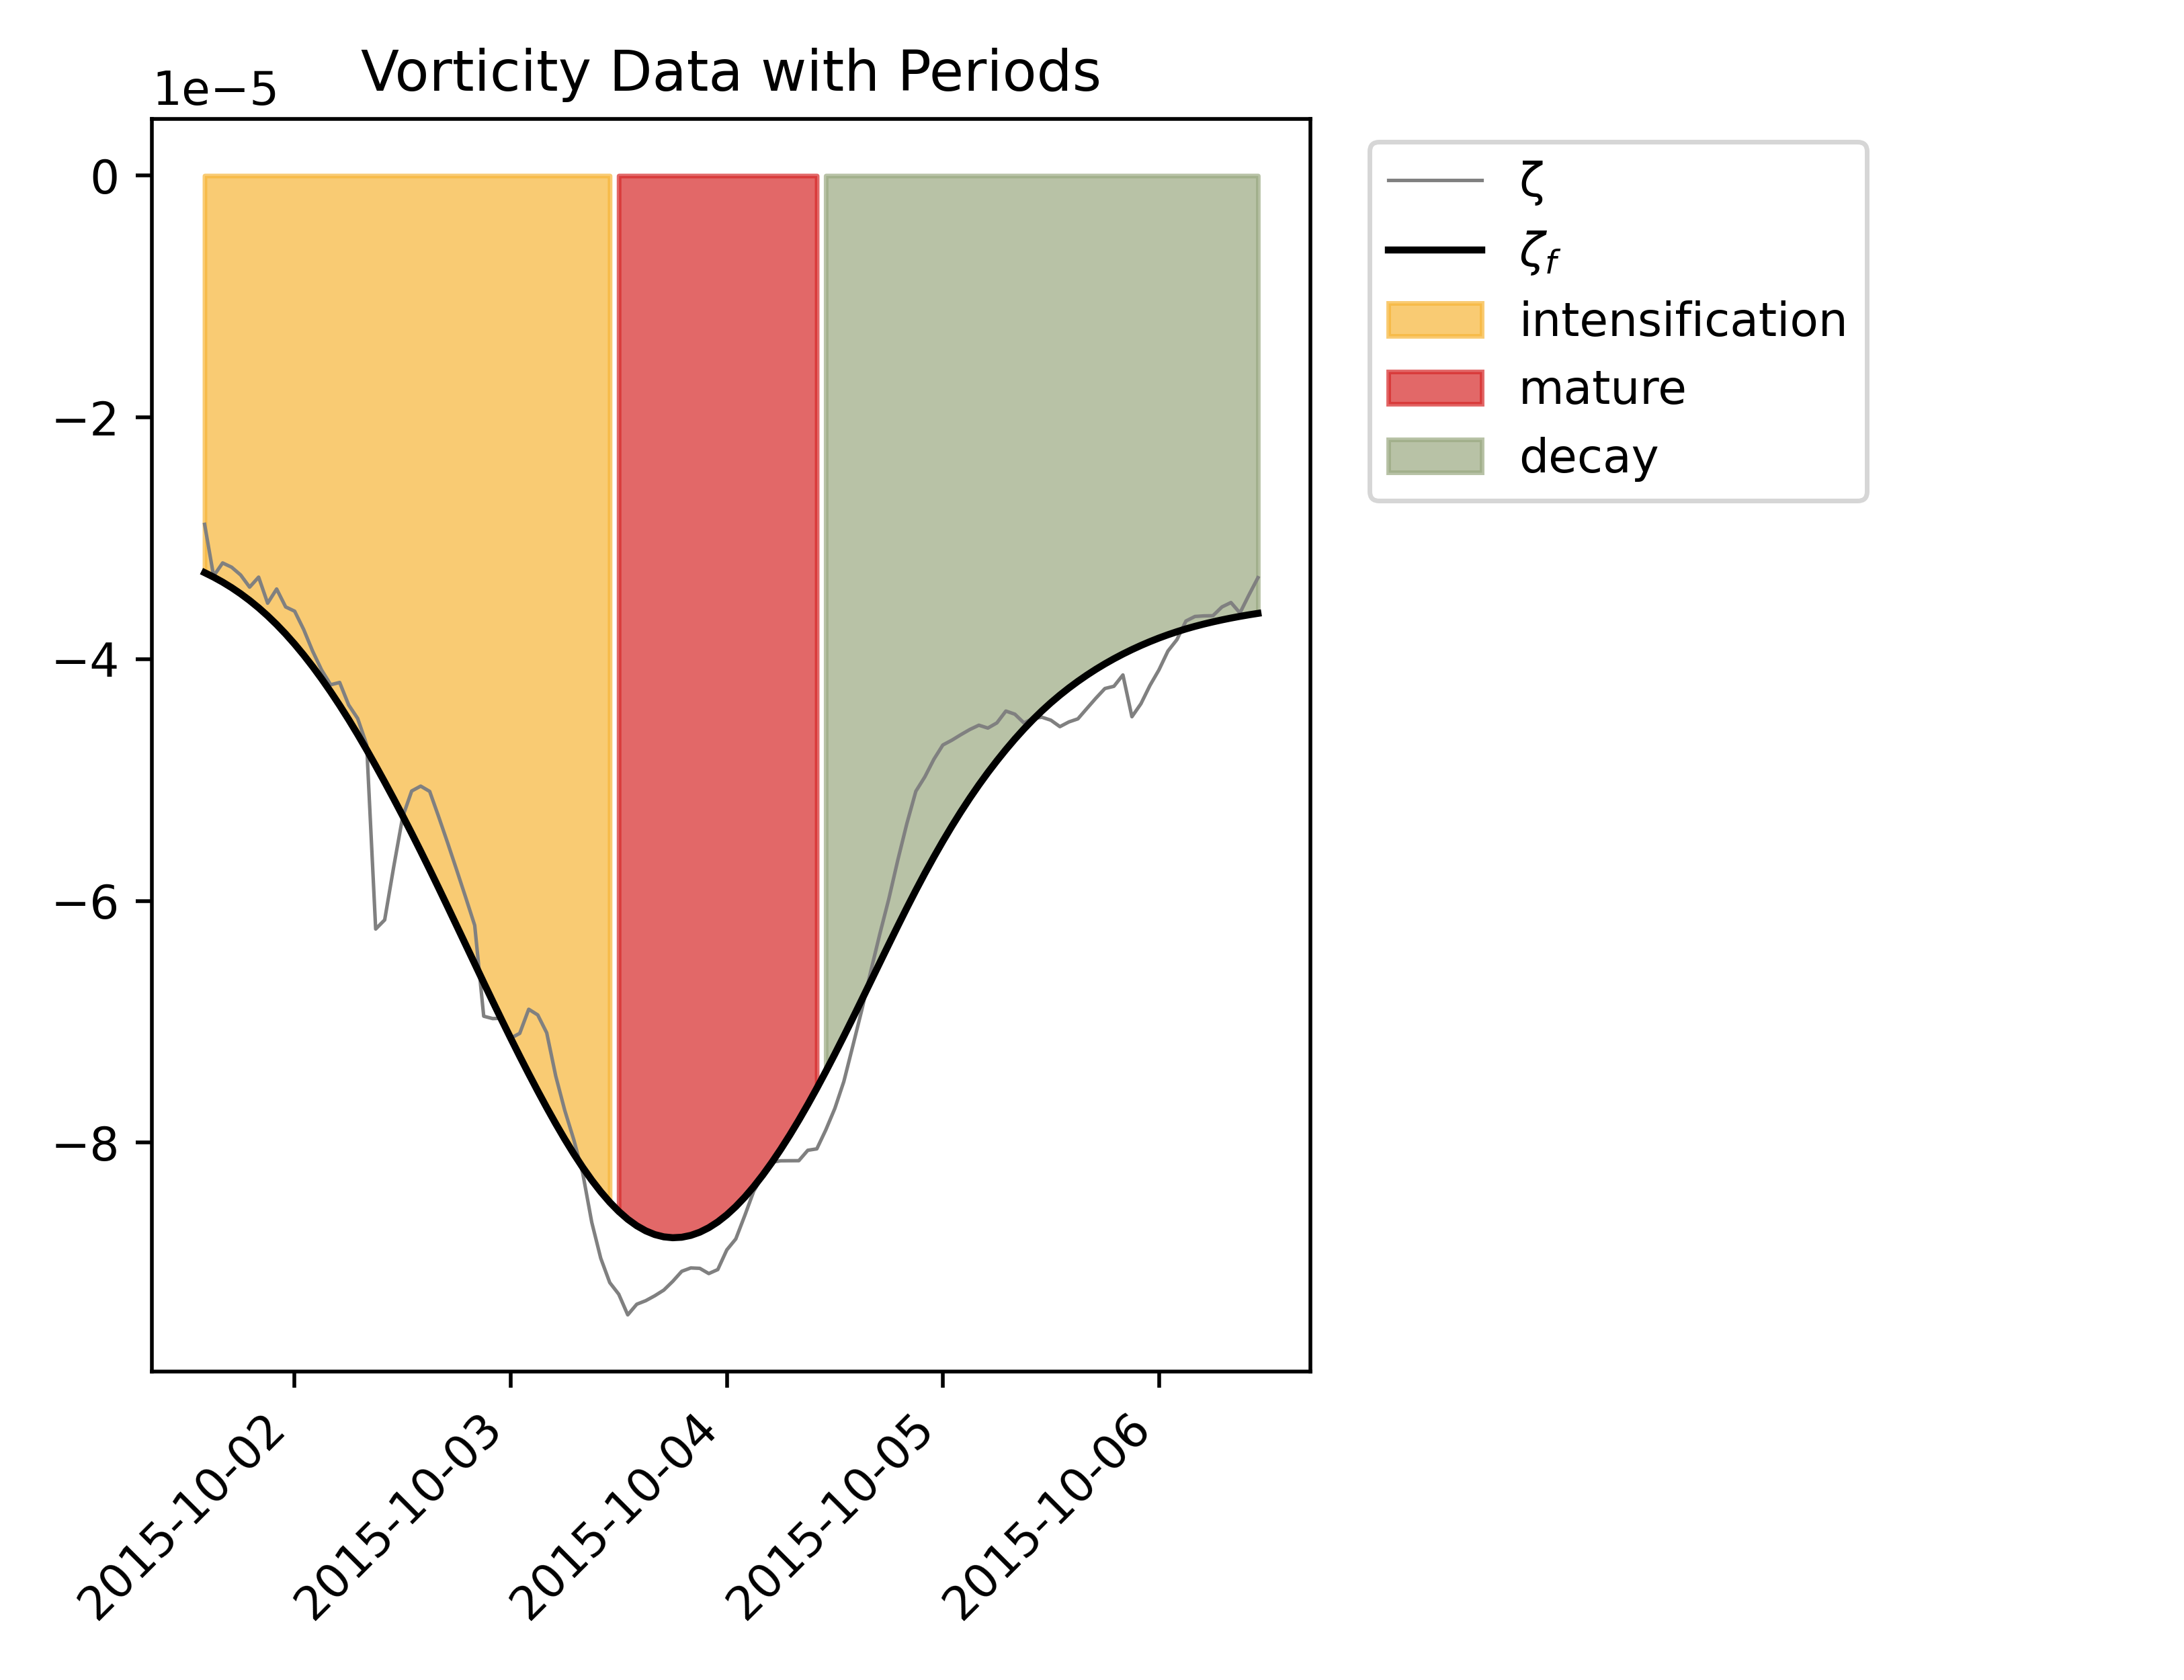 Vorticity Data with Periods
1e−5
0
−2
−4
−6
−8
2015-10-02
2015-10-03
2015-10-04
2015-10-05
2015-10-06
ζ
ζf
intensification
mature
decay